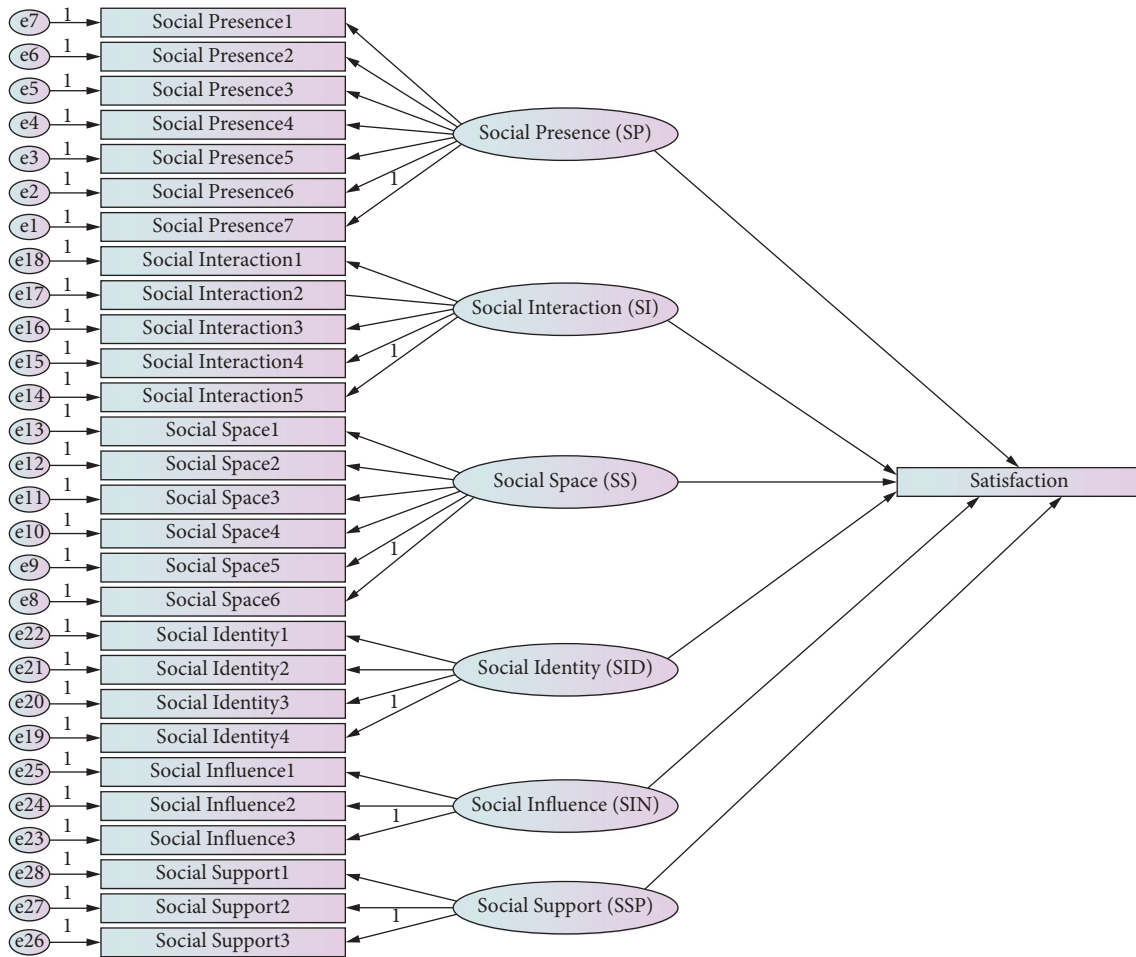 e7 1 Social Presence1
e6 1 Social Presence2
e5 1 Social Presence3
e4 1 Social Presence4
e3 1 Social Presence5
e2 1 Social Presence6
e1 1 Social Presence7
1
Social Presence (SP)
e18 1 Social Interaction1
e17 1 Social Interaction2
e16 1 Social Interaction3
e15 1 Social Interaction4
e14 1 Social Interaction5
1
Social Interaction (SI)
e13 1 Social Space1
e12 1 Social Space2
e11 1 Social Space3
e10 1 Social Space4
e9 1 Social Space5
e8 1 Social Space6
1
Social Space (SS)
Satisfaction
e22 1 Social Identity1
e21 1 Social Identity2
e20 1 Social Identity3
e19 1 Social Identity4
1
Social Identity (SID)
e25 1 Social Influence1
e24 1 Social Influence2
e23 1 Social Influence3
1
Social Influence (SIN)
e28 1 Social Support1
e27 1 Social Support2
e26 1 Social Support3
1
Social Support (SSP)